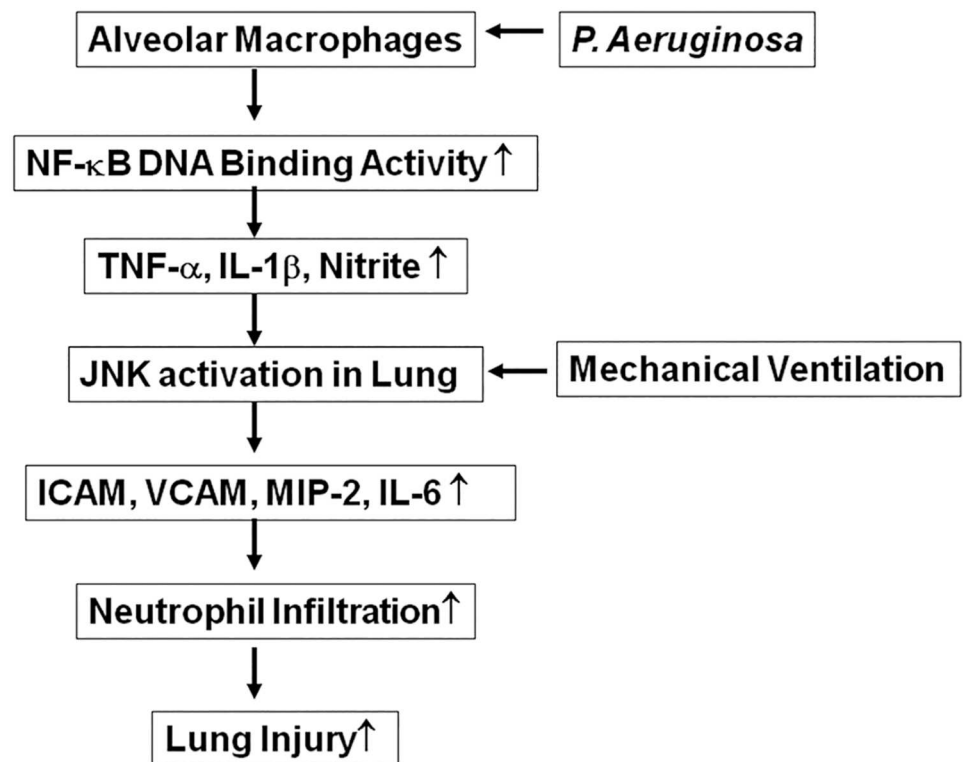 Alveolar Macrophages
P. Aeruginosa
NF-κB DNA Binding Activity ↑
TNF-α, IL-1β, Nitrite ↑
JNK activation in Lung
Mechanical Ventilation
ICAM, VCAM, MIP-2, IL-6 ↑
Neutrophil Infiltration↑
Lung Injury↑